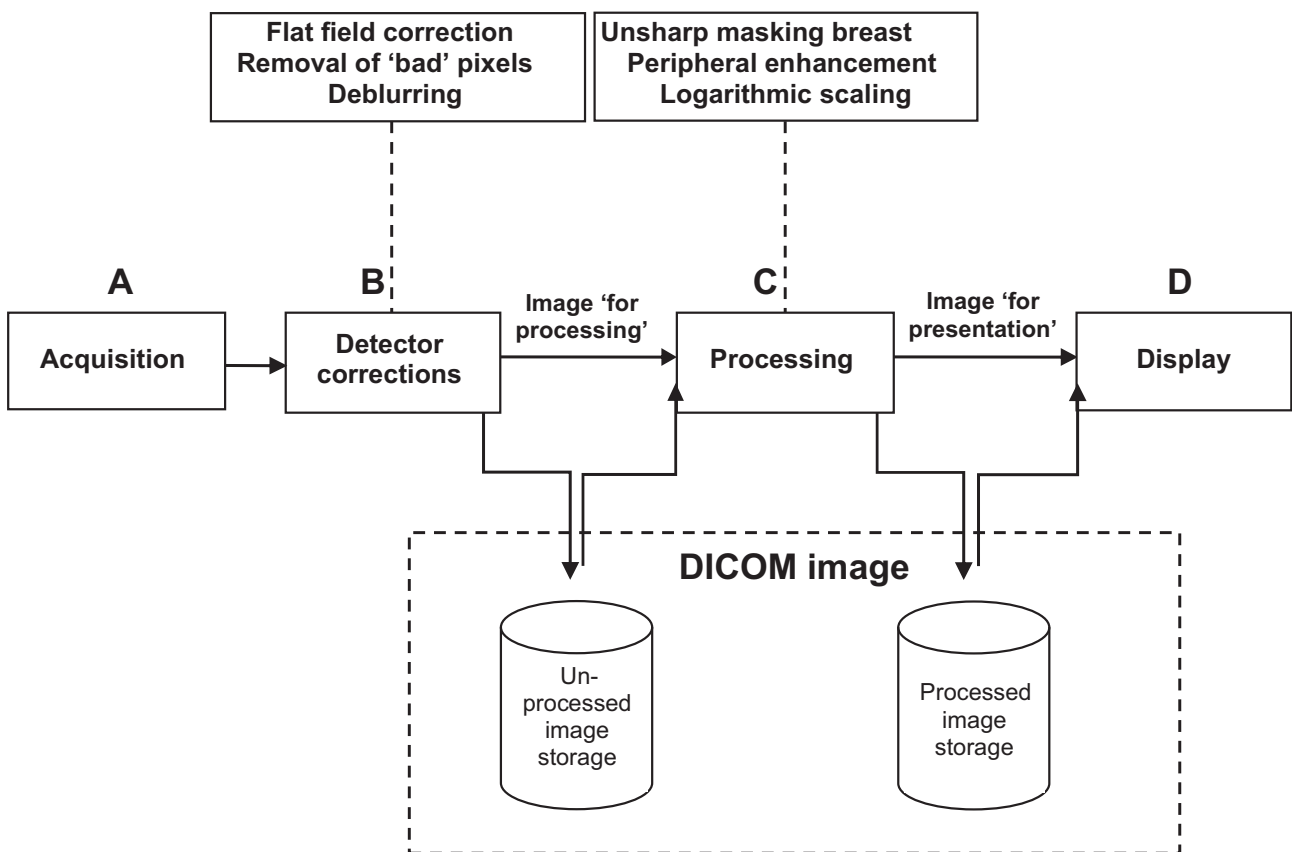 Flat field correction
Removal of ‘bad’ pixels
Deblurring
Unsharp masking breast
Peripheral enhancement
Logarithmic scaling
A
B
C
D
Acquisition
Detector
corrections
Image ‘for
processing’
Processing
Image ‘for
presentation’
Display
DICOM image
Un-
processed
image
storage
Processed
image
storage